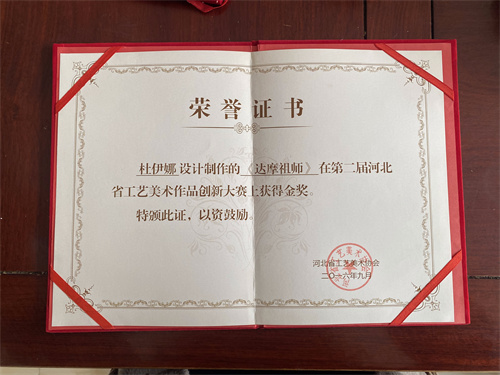 荣誉证书
杜伊娜设计制作的《达摩祖师》在第二届河北
省工艺美术作品创新大赛上获得金奖。
特颁此证，以资鼓励。
河北省工艺美术协会
二〇一六年九月